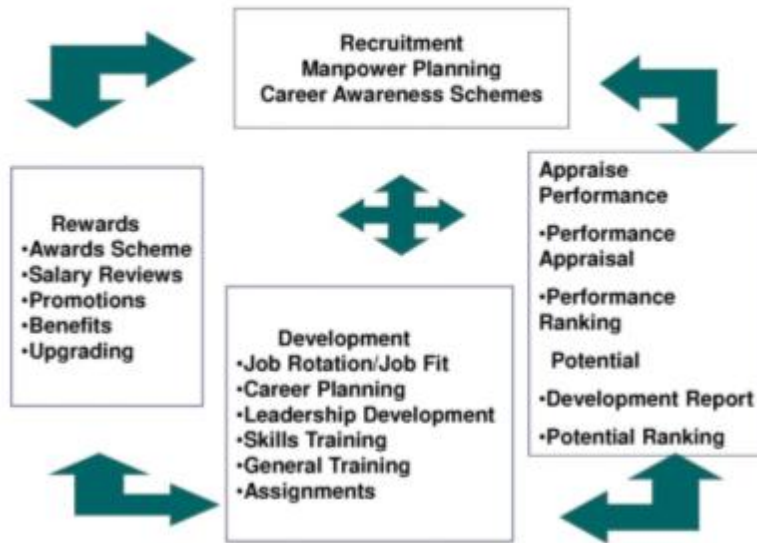 Recruitment
Manpower Planning
Career Awareness Schemes
Rewards
•Awards Scheme
•Salary Reviews
•Promotions
•Benefits
•Upgrading
Appraise
Performance
•Performance
Appraisal
•Performance
Ranking
Potential
•Development Report
•Potential Ranking
Development
•Job Rotation/Job Fit
•Career Planning
•Leadership Development
•Skills Training
•General Training
•Assignments